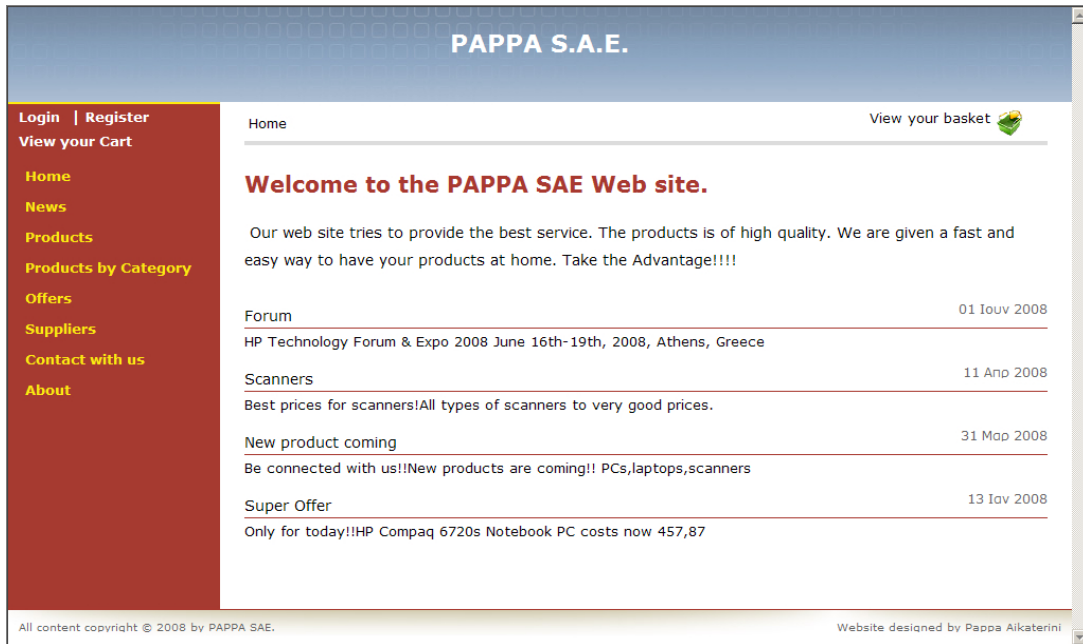 PAPPA S.A.E.
Login | Register
View your Cart
Home
News
Products
Products by Category
Offers
Suppliers
Contact with us
About
Home
View your basket
Welcome to the PAPPA SAE Web site.
Our web site tries to provide the best service. The products is of high quality. We are given a fast and
easy way to have your products at home. Take the Advantage!!!!
Forum 01 Ιουν 2008
HP Technology Forum & Expo 2008 June 16th-19th, 2008, Athens, Greece
Scanners 11 Απρ 2008
Best prices for scanners!All types of scanners to very good prices.
New product coming 31 Μαρ 2008
Be connected with us!!New products are coming!! PCs,laptops,scanners
Super Offer 13 Ιαν 2008
Only for today!!HP Compaq 6720s Notebook PC costs now 457,87
All content copyright © 2008 by PAPPA SAE.
Website designed by Pappa Aikaterini